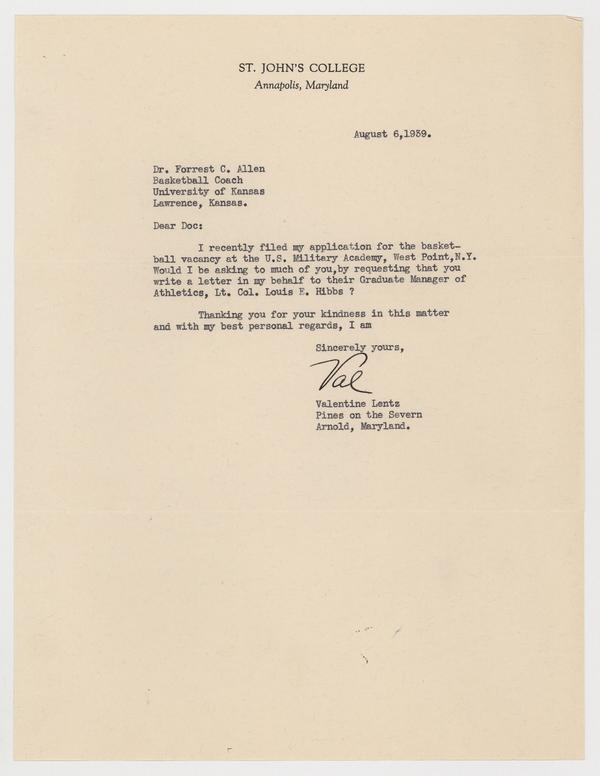 ST. JOHN'S COLLEGE
Annapolis, Maryland
August 6,1939.
Dr. Forrest C. Allen
Basketball Coach
University of Kansas
Lawrence, Kansas.
Dear Doc:
I recently filed my application for the basket-
ball vacancy at the U.S. Military Academy, West Point,N.Y.
Would I be asking to much of you,by requesting that you
write a letter in my behalf to their Graduate Manager of
Athletics, Lt. Col. Louis E. Hibbs ?
Thanking you for your kindness in this matter
and with my best personal regards, I am
Sincerely yours,
Val
Valentine Lentz
Pines on the Severn
Arnold, Maryland.